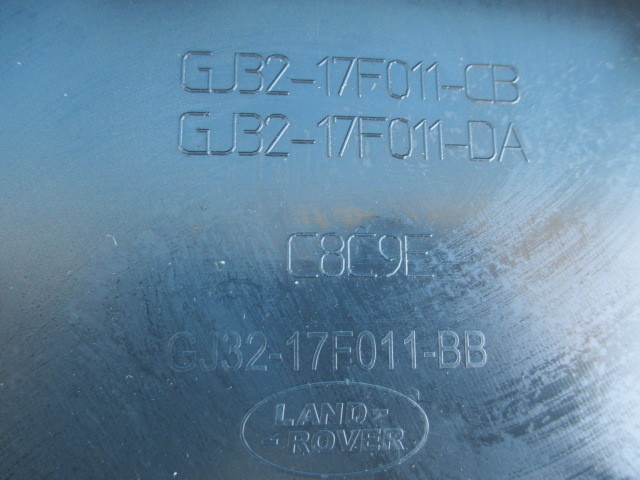 GJ32-17F011-CB
GJ32-17F011-DA
C8C9E
GJ32-17F011-BB
LAND-
-ROVER